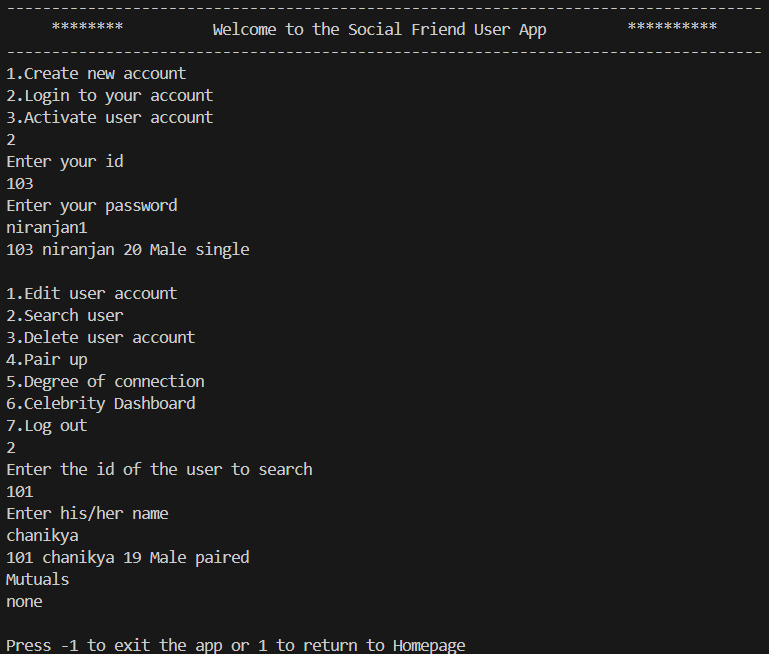 ------------------------------------------------------------------------------------
******** Welcome to the Social Friend User App **********
------------------------------------------------------------------------------------
1.Create new account
2.Login to your account
3.Activate user account
2
Enter your id
103
Enter your password
niranjan1
103 niranjan 20 Male single
1.Edit user account
2.Search user
3.Delete user account
4.Pair up
5.Degree of connection
6.Celebrity Dashboard
7.Log out
2
Enter the id of the user to search
101
Enter his/her name
chanikya
101 chanikya 19 Male paired
Mutuals
none
Press -1 to exit the app or 1 to return to Homepage